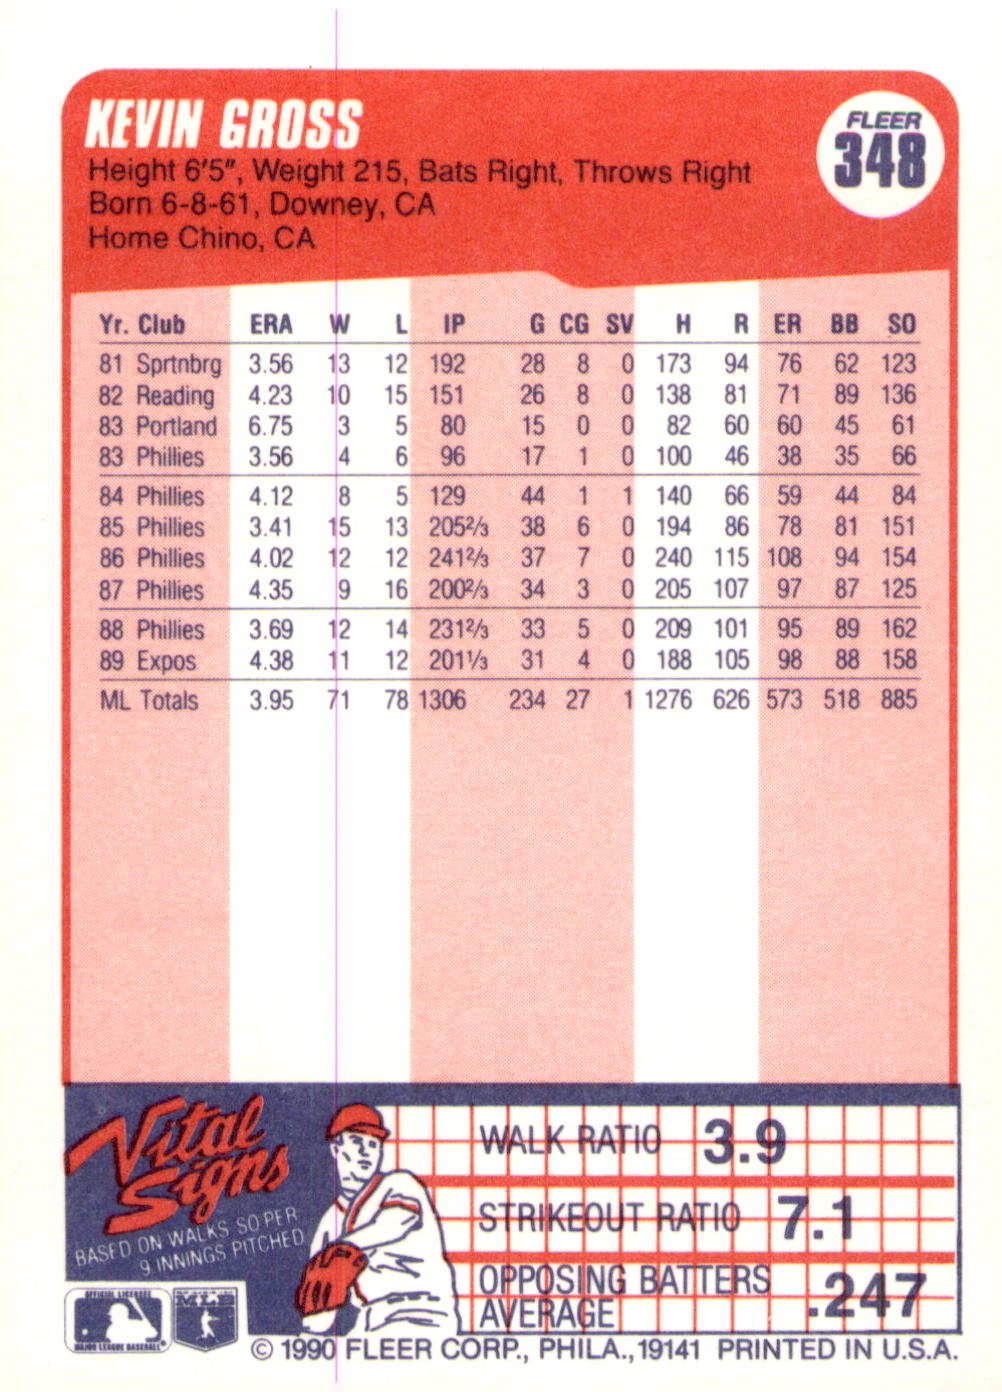 KEVIN GROSS
FLEER
348
Height 6'5", Weight 215, Bats Right, Throws Right
Born 6-8-61, Downey, CA
Home Chino, CA
Yr. Club ERA W L IP G CG SV H R ER BB SO
81 Sprtnbrg 3.56 13 12 192 28 8 0 173 94 76 62 123
82 Reading 4.23 10 15 151 26 8 0 138 81 71 89 136
83 Portland 6.75 3 5 80 15 0 0 82 60 60 45 61
83 Phillies 3.56 4 6 96 17 1 0 100 46 38 35 66
84 Phillies 4.12 8 5 129 44 1 1 140 66 59 44 84
85 Phillies 3.41 15 13 205²/₃ 38 6 0 194 86 78 81 151
86 Phillies 4.02 12 12 241²/₃ 37 7 0 240 115 108 94 154
87 Phillies 4.35 9 16 200²/₃ 34 3 0 205 107 97 87 125
88 Phillies 3.69 12 14 231²/₃ 33 5 0 209 101 95 89 162
89 Expos 4.38 11 12 201¹/₃ 31 4 0 188 105 98 88 158
ML Totals 3.95 71 78 1306 234 27 1 1276 626 573 518 885
Vital
Signs
BASED ON WALKS SO PER
9 INNINGS PITCHED
WALK RATIO 3.9
STRIKEOUT RATIO 7.1
OPPOSING BATTERS
AVERAGE .247
OFFICIAL LICENSEE
MAJOR LEAGUE BASEBALL
© 1990 FLEER CORP., PHILA., 19141 PRINTED IN U.S.A.